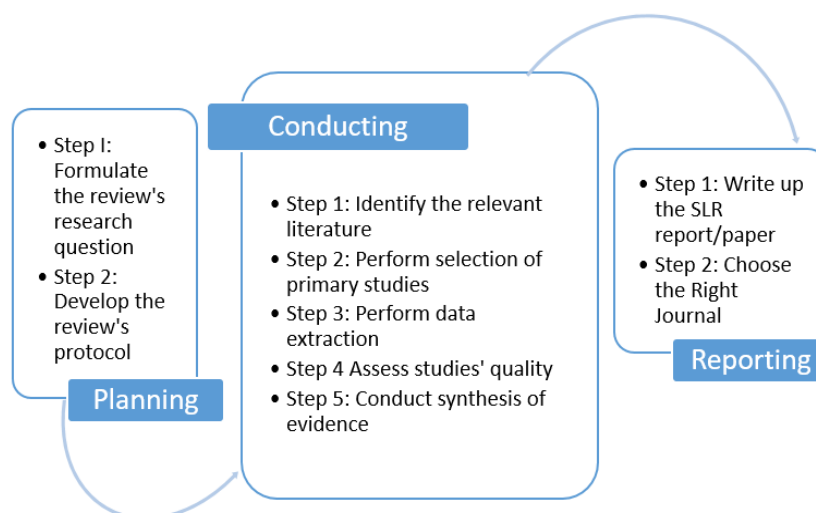 • Step I:
Formulate
the review's
research
question
• Step 2:
Develop the
review's
protocol
Planning
Conducting
• Step 1: Identify the relevant
literature
• Step 2: Perform selection of
primary studies
• Step 3: Perform data
extraction
• Step 4 Assess studies' quality
• Step 5: Conduct synthesis of
evidence
• Step 1: Write up
the SLR
report/paper
• Step 2: Choose
the Right
Journal
Reporting